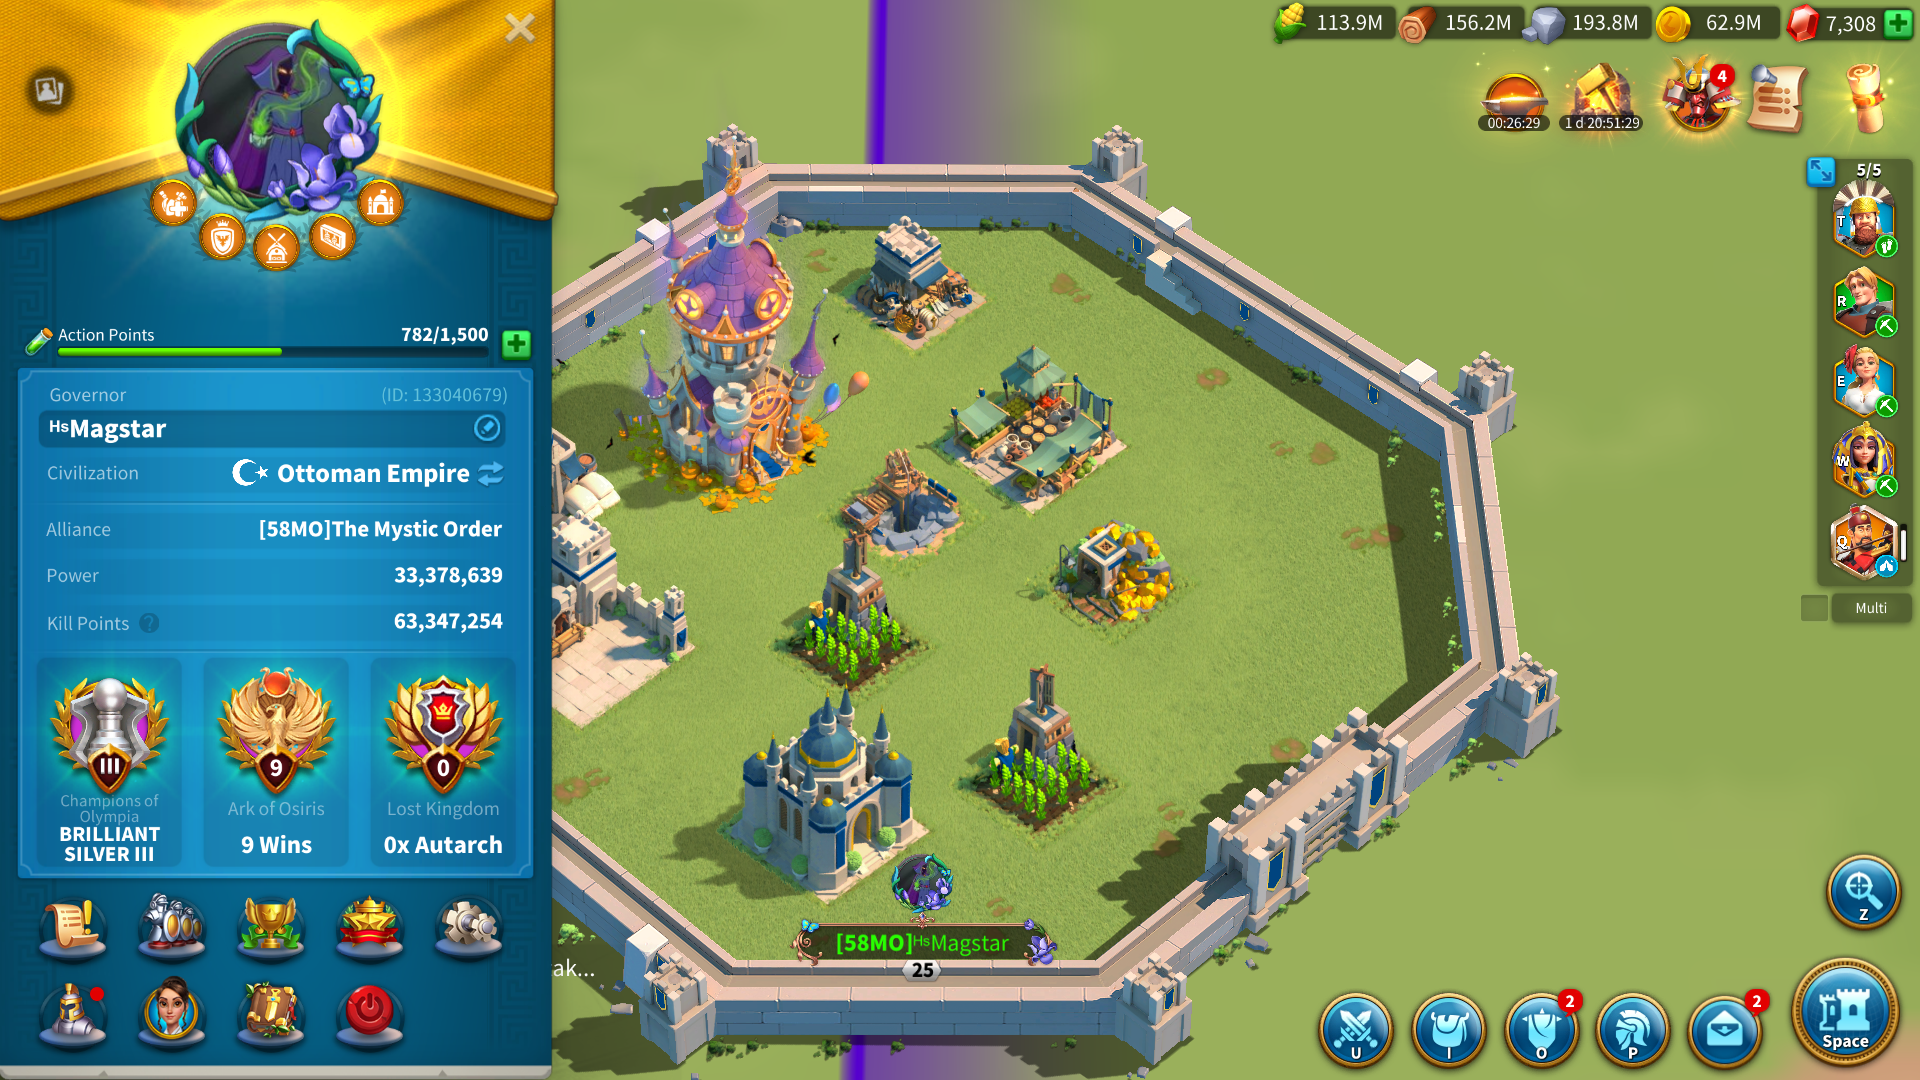 113.9M
156.2M
193.8M
62.9M
7,308
4
00:26:29
1 d 20:51:29
5/5
T
R
E
W
Q
Multi
Action Points
782/1,500
Governor
(ID: 133040679)
ᴴˢMagstar
Civilization
Ottoman Empire
Alliance
[58MO]The Mystic Order
Power
33,378,639
Kill Points ?
63,347,254
III
Champions of
Olympia
BRILLIANT
SILVER III
9
Ark of Osiris
9 Wins
0
Lost Kingdom
0x Autarch
ak...
[58MO]ᴴˢMagstar
25
Z
U
I
2
O
P
2
Space